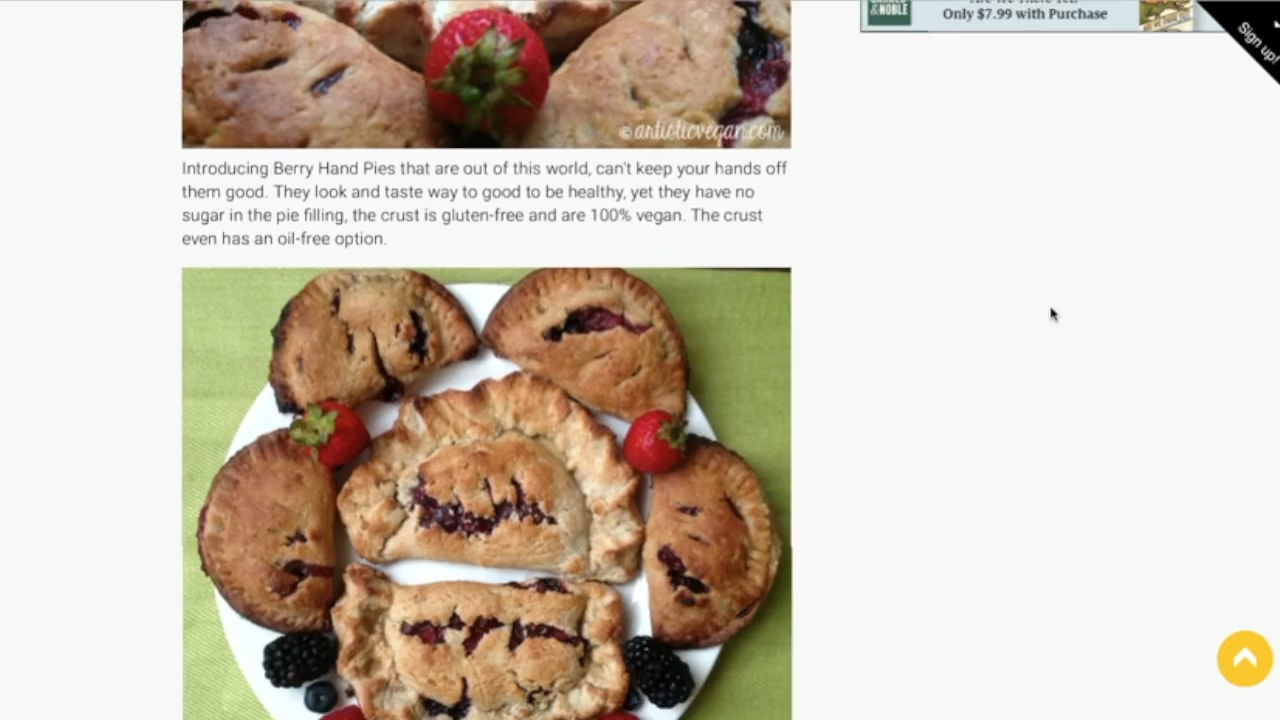 & NOBLE
Only $7.99 with Purchase
Sign up!
©artisticvegan.com
Introducing Berry Hand Pies that are out of this world, can't keep your hands off
them good. They look and taste way to good to be healthy, yet they have no
sugar in the pie filling, the crust is gluten-free and are 100% vegan. The crust
even has an oil-free option.